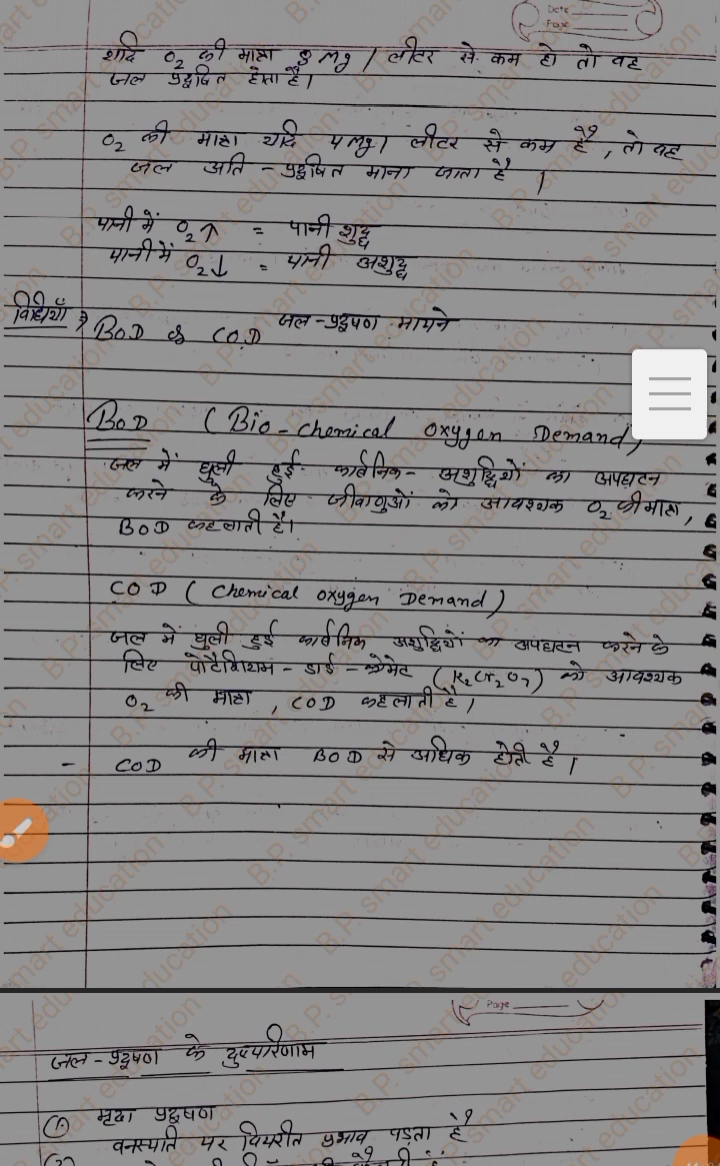 Date
Page
यदि O₂ की मात्रा 8 Mg / लीटर से कम हो तो वह
जल प्रदूषित होता है।
O₂ की मात्रा यदि 4 Mg / लीटर से कम है, तो वह
जल अति - प्रदूषित माना जाता है।
पानी में O₂↑ = पानी शुद्ध
पानी में O₂↓ = पानी अशुद्ध
विधियाँ → BOD & COD जल-प्रदूषण मापने
BOD (Bio-chemical oxygen Demand)
जल में घुली हुई कार्बनिक - अशुद्धियों का अपघटन
करने के लिए जीवाणुओं को आवश्यक O₂ की मात्रा,
BOD कहलाती है।
COD (Chemical oxygen Demand)
जल में घुली हुई कार्बनिक अशुद्धियों का अपघटन करने के
लिए पोटैशियम - डाई - क्रोमेट (K₂Cr₂O₇) को आवश्यक
O₂ की मात्रा, COD कहलाती है।
- COD की मात्रा BOD से अधिक होती है।
Page
जल - प्रदूषण के दुष्परिणाम
① मृदा प्रदूषण
वनस्पति पर विपरीत प्रभाव पड़ता है
B.P. smart education